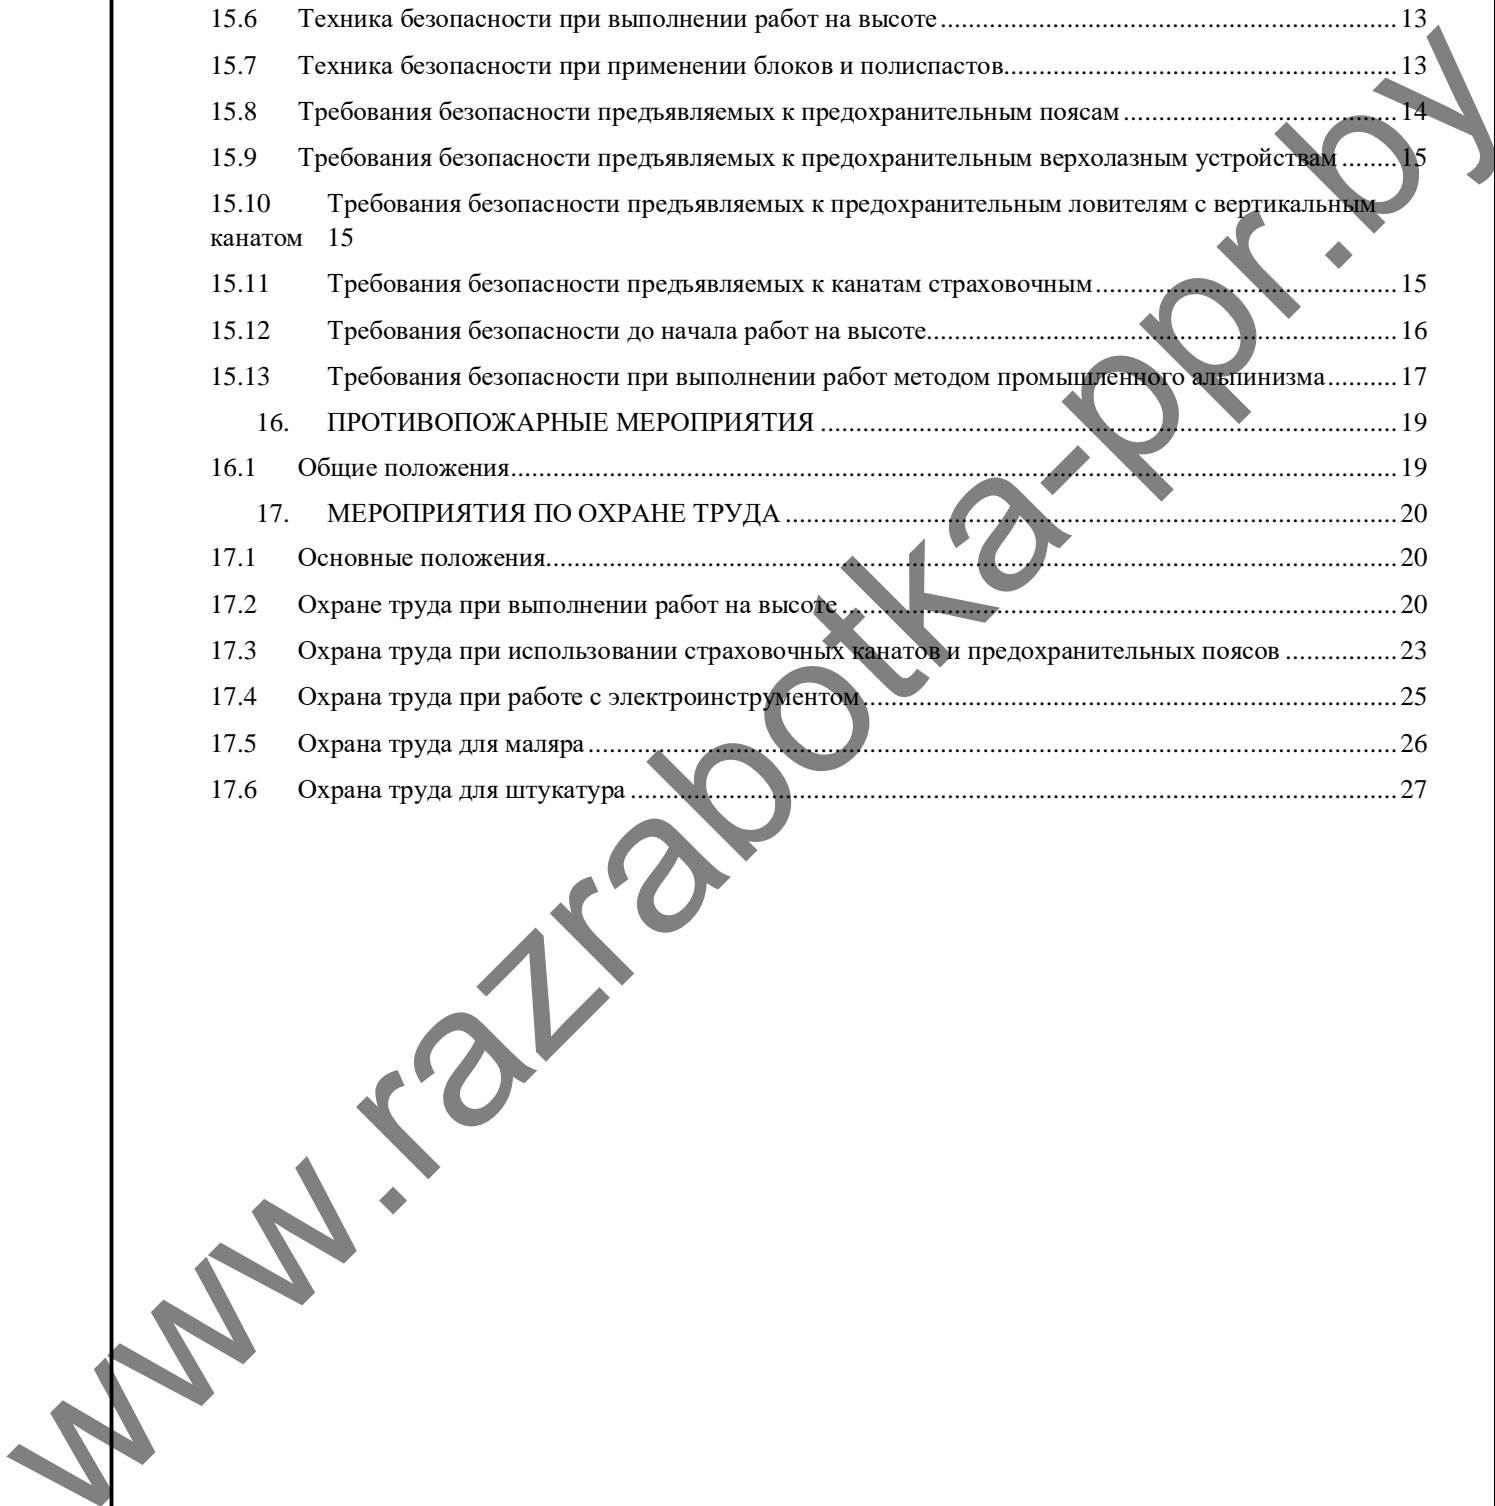 15.6 Техника безопасности при выполнении работ на высоте 13
15.7 Техника безопасности при применении блоков и полиспастов 13
15.8 Требования безопасности предъявляемых к предохранительным поясам 14
15.9 Требования безопасности предъявляемых к предохранительным верхолазным устройствам 15
15.10 Требования безопасности предъявляемых к предохранительным ловителям с вертикальным
канатом 15
15.11 Требования безопасности предъявляемых к канатам страховочным 15
15.12 Требования безопасности до начала работ на высоте 16
15.13 Требования безопасности при выполнении работ методом промышленного альпинизма 17
16. ПРОТИВОПОЖАРНЫЕ МЕРОПРИЯТИЯ 19
16.1 Общие положения 19
17. МЕРОПРИЯТИЯ ПО ОХРАНЕ ТРУДА 20
17.1 Основные положения 20
17.2 Охране труда при выполнении работ на высоте 20
17.3 Охрана труда при использовании страховочных канатов и предохранительных поясов 23
17.4 Охрана труда при работе с электроинструментом 25
17.5 Охрана труда для маляра 26
17.6 Охрана труда для штукатура 27
www.razrabotka-ppr.by